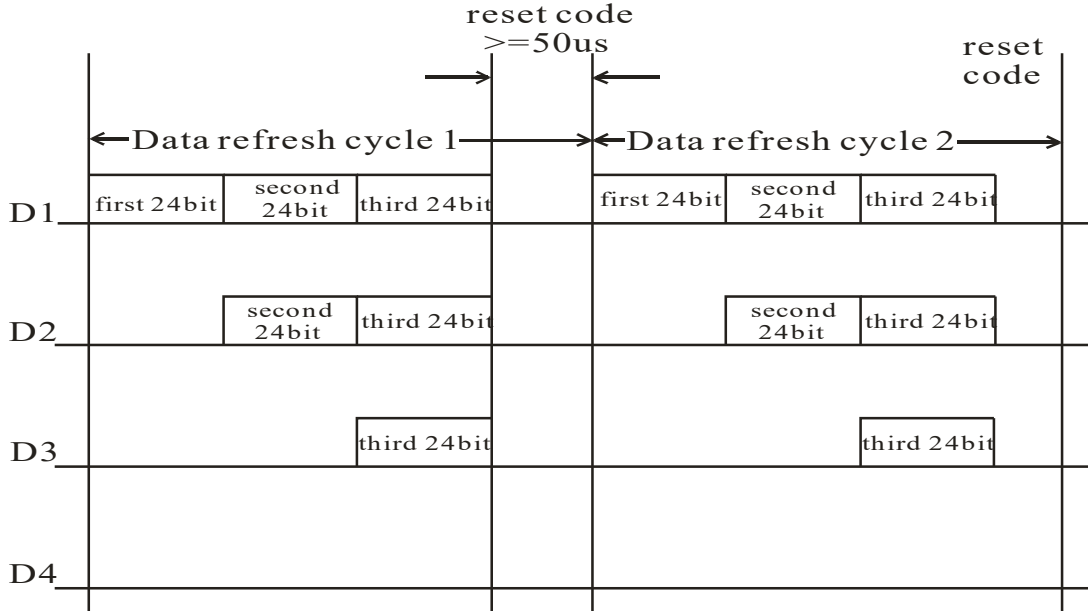 reset code
>=50us
reset
code
Data refresh cycle 1
Data refresh cycle 2
D1
first 24bit
second
24bit
third 24bit
first 24bit
second
24bit
third 24bit
D2
second
24bit
third 24bit
second
24bit
third 24bit
D3
third 24bit
third 24bit
D4